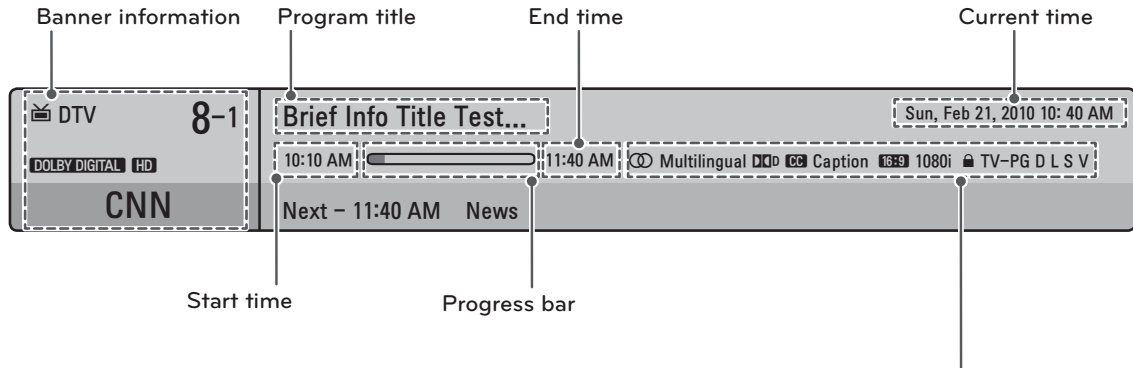 Banner information
Program title
End time
Current time
DTV
8-1
Brief Info Title Test...
Sun, Feb 21, 2010 10: 40 AM
DOLBY DIGITAL HD
10:10 AM
11:40 AM
Multilingual D CC Caption 16:9 1080i TV-PG D L S V
CNN
Next - 11:40 AM News
Start time
Progress bar